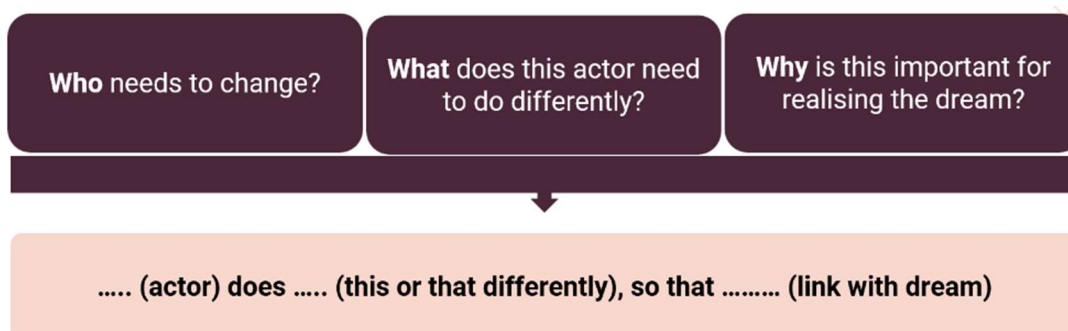 Who needs to change?
What does this actor need
to do differently?
Why is this important for
realising the dream?
..... (actor) does ..... (this or that differently), so that ......... (link with dream)